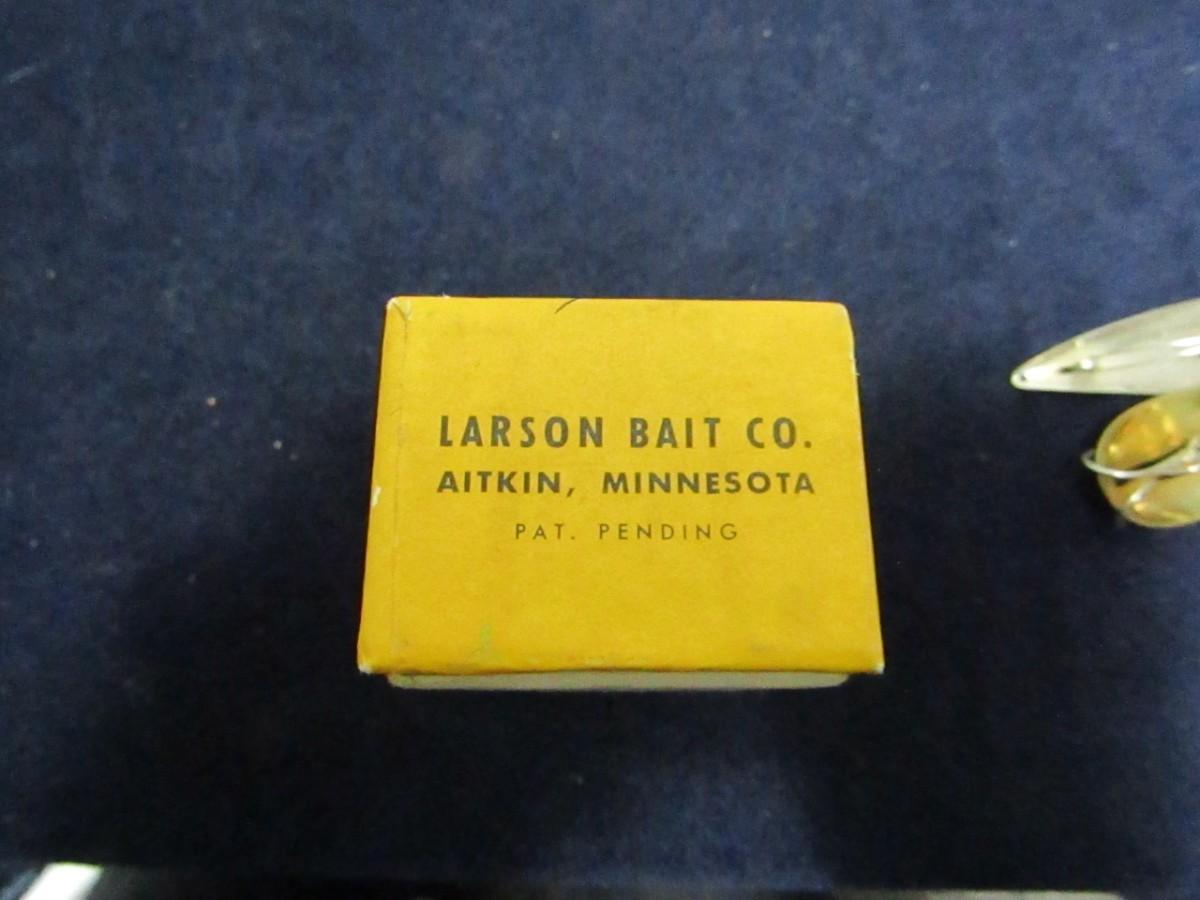 LARSON BAIT CO.
AITKIN, MINNESOTA
PAT. PENDING